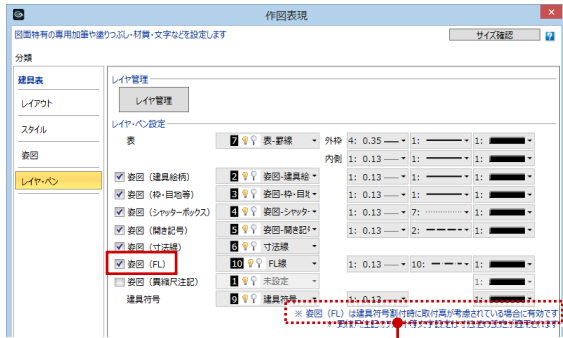 作図表現
図面特有の専用加筆や塗りつぶし・材質・文字などを設定します
サイズ確認
分類
建具表
レイアウト
スタイル
姿図
レイヤ・ペン
レイヤ管理
レイヤ管理
レイヤ・ペン設定
表 7 表-罫線 外枠 4: 0.35 1: 1:
内側 1: 0.13 1: 1:
姿図（建具絵柄） 2 姿図-建具絵 1: 0.13 1: 1:
姿図（枠・目地等） 3 姿図-枠・目地 1: 0.13 1: 1:
姿図（シャッターボックス） 4 姿図-シャッター 1: 0.13 7: 1:
姿図（開き記号） 5 姿図-開き記 1: 0.13 2: 1:
姿図（寸法線） 6 寸法線
姿図（FL） 10 FL線 1: 0.13 10: 1:
姿図（異縮尺注記） 1 未設定 1:
建具符号 9 建具符号 1: 0.13 1:
※ 姿図（FL）は建具符号割付時に取付高が考慮されている場合に有効です